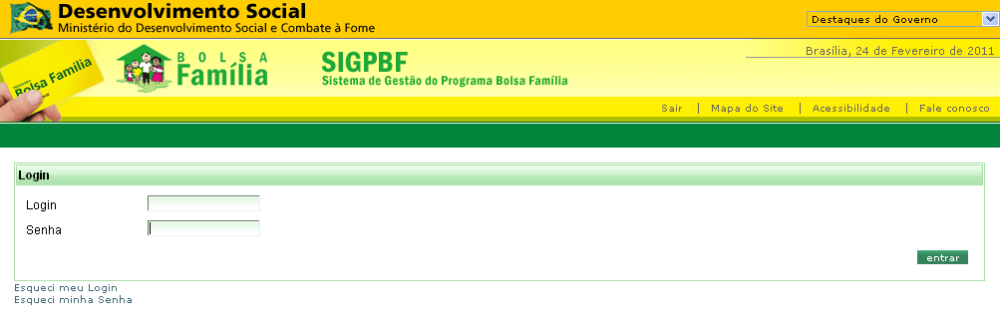 Desenvolvimento Social
Ministério do Desenvolvimento Social e Combate à Fome
Destaques do Governo
Brasília, 24 de Fevereiro de 2011
Bolsa Família
BOLSA
Família
SIGPBF
Sistema de Gestão do Programa Bolsa Família
Sair | Mapa do Site | Acessibilidade | Fale conosco
Login
Login
Senha
entrar
Esqueci meu Login
Esqueci minha Senha